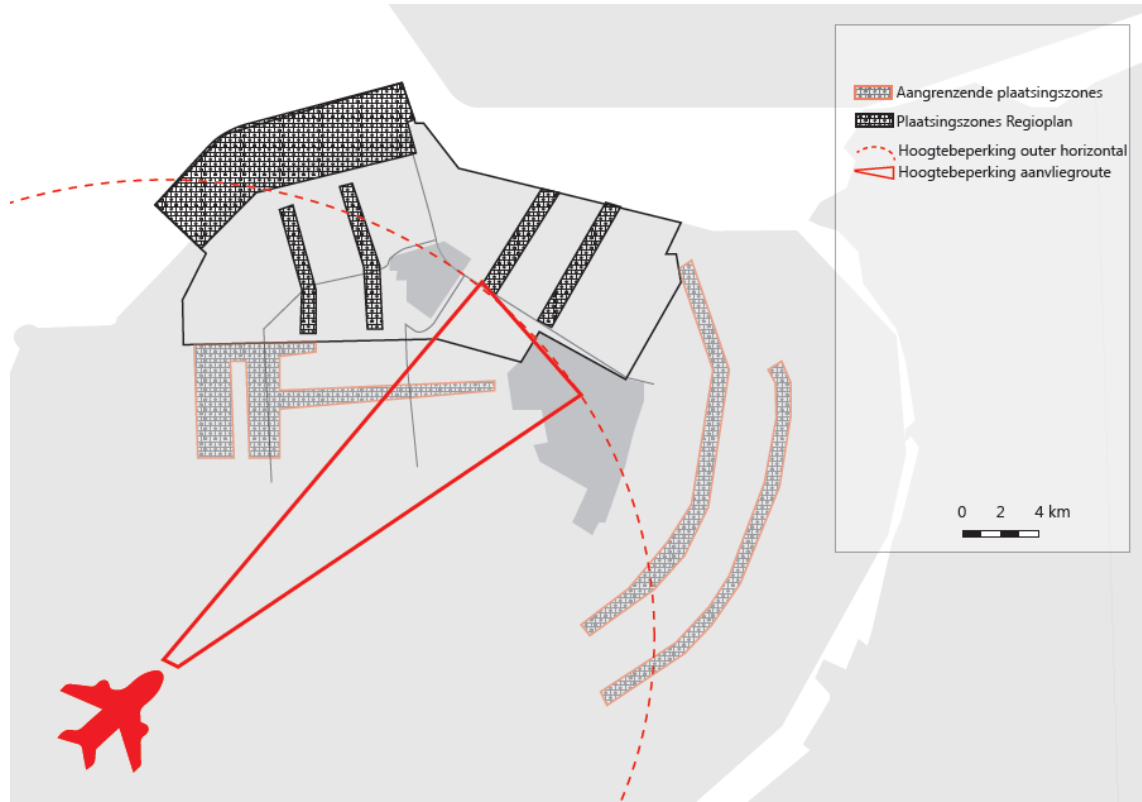 Aangrenzende plaatsingszones
Plaatsingszones Regioplan
Hoogtebeperking outer horizontal
Hoogtebeperking aanvliegroute
0 2 4 km